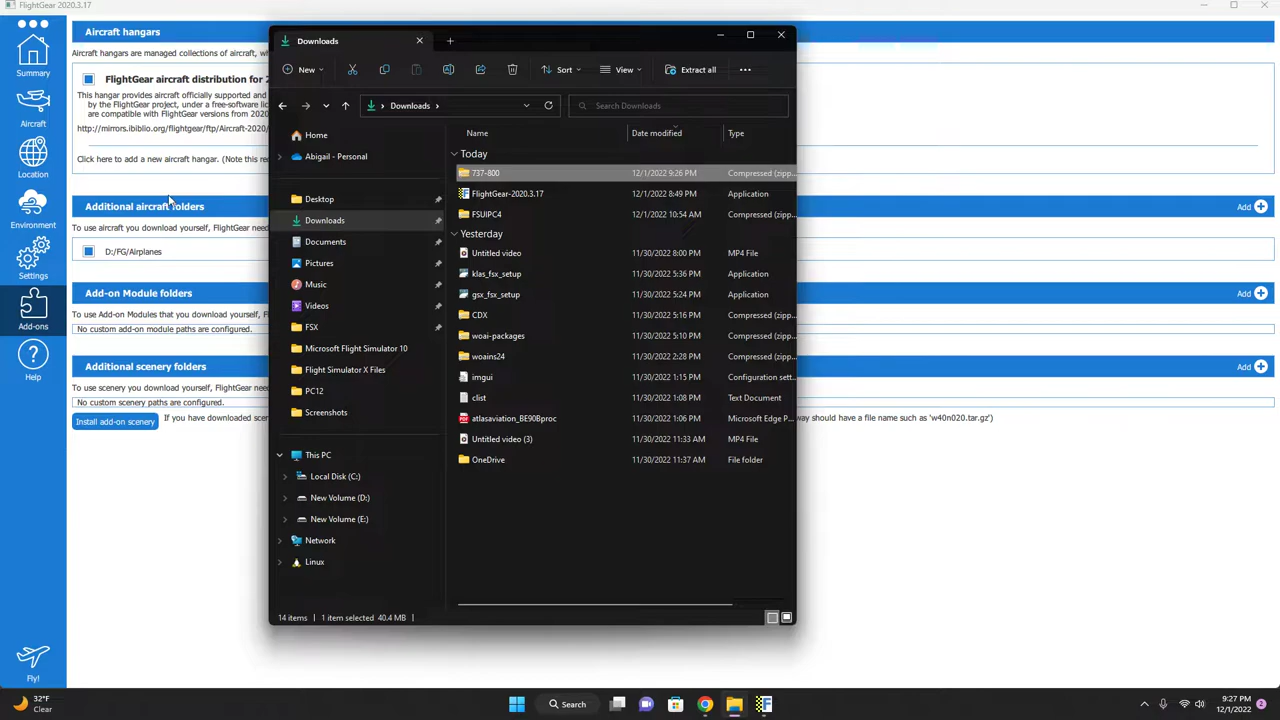 FlightGear 2020.3.17
Summary
Aircraft
Location
Environment
Settings
Add-ons
Help
Fly!
Aircraft hangars
Aircraft hangars are managed collections of aircraft, w
FlightGear aircraft distribution for 2
This hangar provides aircraft officially supported and
by the FlightGear project, under a free-software lic
are compatible with FlightGear versions from 2020
http://mirrors.ibiblio.org/flightgear/ftp/Aircraft-2020/
Click here to add a new aircraft hangar. (Note this re
Additional aircraft folders
Add
To use aircraft you download yourself, FlightGear need
D:/FG/Airplanes
Add-on Module folders
Add
To use Add-on Modules that you download yourself, F
No custom add-on module paths are configured.
Additional scenery folders
Add
To use scenery you download yourself, FlightGear need
No custom scenery paths are configured.
Install add-on scenery
If you have downloaded scen
way should have a file name such as 'w40n020.tar.gz')
Downloads
New
Sort
View
Extract all
Downloads
Search Downloads
Home
Abigail - Personal
Desktop
Downloads
Documents
Pictures
Music
Videos
FSX
Microsoft Flight Simulator 10
Flight Simulator X Files
PC12
Screenshots
This PC
Local Disk (C:)
New Volume (D:)
New Volume (E:)
Network
Linux
Name Date modified Type
Today
737-800 12/1/2022 9:26 PM Compressed (zipp...
FlightGear-2020.3.17 12/1/2022 8:49 PM Application
FSUIPC4 12/1/2022 10:54 AM Compressed (zipp...
Yesterday
Untitled video 11/30/2022 8:00 PM MP4 File
klas_fsx_setup 11/30/2022 5:36 PM Application
gsx_fsx_setup 11/30/2022 5:24 PM Application
CDX 11/30/2022 5:16 PM Compressed (zipp...
woai-packages 11/30/2022 5:10 PM Compressed (zipp...
woains24 11/30/2022 2:28 PM Compressed (zipp...
imgui 11/30/2022 1:15 PM Configuration sett...
clist 11/30/2022 1:08 PM Text Document
atlasaviation_BE90Bproc 11/30/2022 1:06 PM Microsoft Edge P...
Untitled video (3) 11/30/2022 11:33 AM MP4 File
OneDrive 11/30/2022 11:37 AM File folder
14 items 1 item selected 40.4 MB
32°F
Clear
Search
9:27 PM
12/1/2022
2